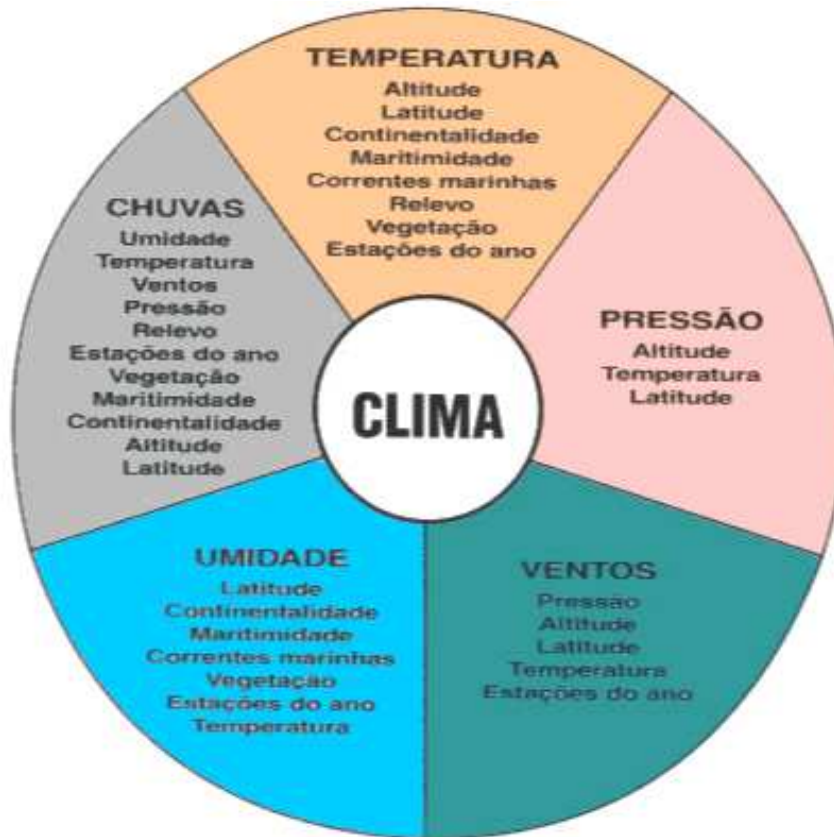 TEMPERATURA
Altitude
Latitude
Continentalidade
Maritimidade
Correntes marinhas
Relevo
Vegetação
Estações do ano
PRESSÃO
Altitude
Temperatura
Latitude
VENTOS
Pressão
Altitude
Latitude
Temperatura
Estações do ano
UMIDADE
Latitude
Continentalidade
Maritimidade
Correntes marinhas
Vegetação
Estações do ano
Temperatura
CHUVAS
Umidade
Temperatura
Ventos
Pressão
Relevo
Estações do ano
Vegetação
Maritimidade
Continentalidade
Altitude
Latitude
CLIMA